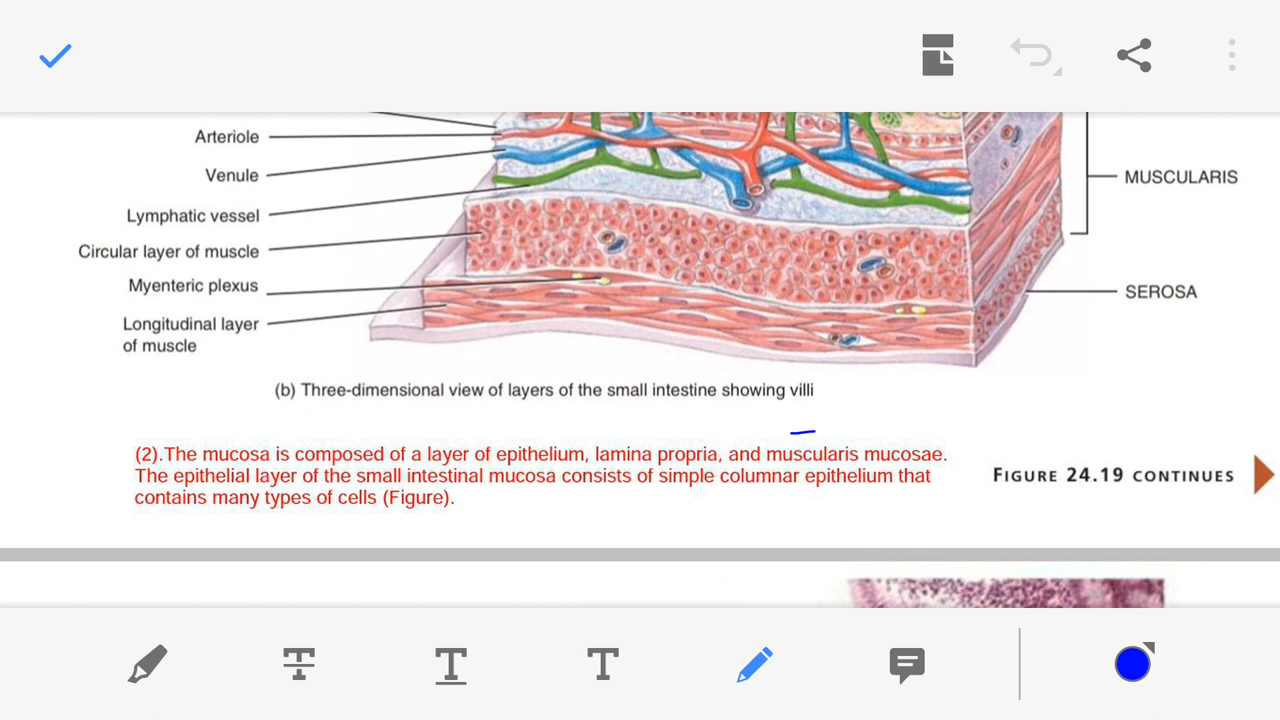 Arteriole
Venule
Lymphatic vessel
Circular layer of muscle
Myenteric plexus
Longitudinal layer
of muscle
MUSCULARIS
SEROSA
(b) Three-dimensional view of layers of the small intestine showing villi
(2).The mucosa is composed of a layer of epithelium, lamina propria, and muscularis mucosae.
The epithelial layer of the small intestinal mucosa consists of simple columnar epithelium that
contains many types of cells (Figure).
FIGURE 24.19 CONTINUES
T
T
T